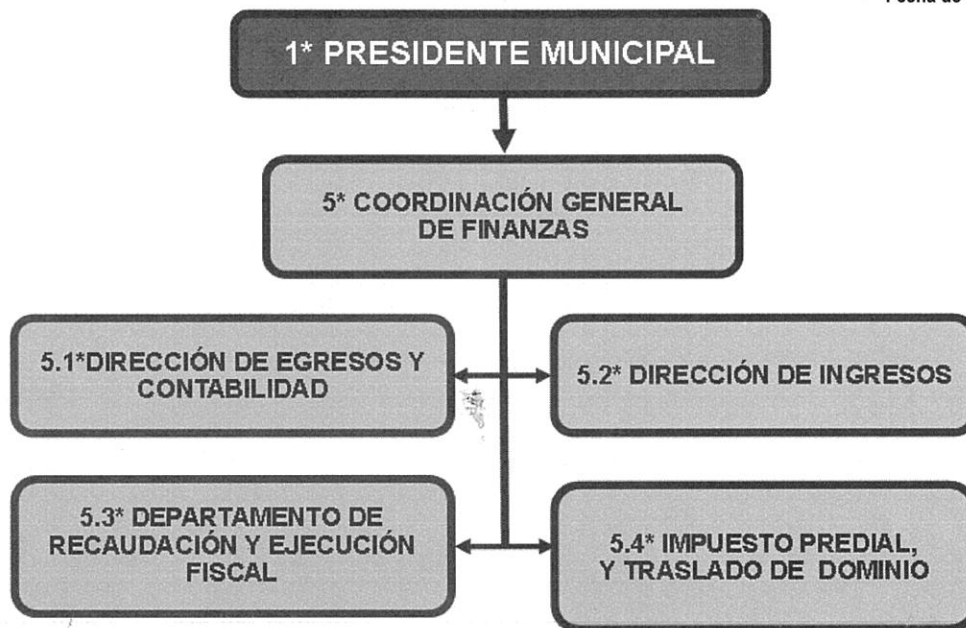 1* PRESIDENTE MUNICIPAL
5* COORDINACIÓN GENERAL
DE FINANZAS
5.1*DIRECCIÓN DE EGRESOS Y
CONTABILIDAD
5.2* DIRECCIÓN DE INGRESOS
5.3* DEPARTAMENTO DE
RECAUDACIÓN Y EJECUCIÓN
FISCAL
5.4* IMPUESTO PREDIAL,
Y TRASLADO DE DOMINIO